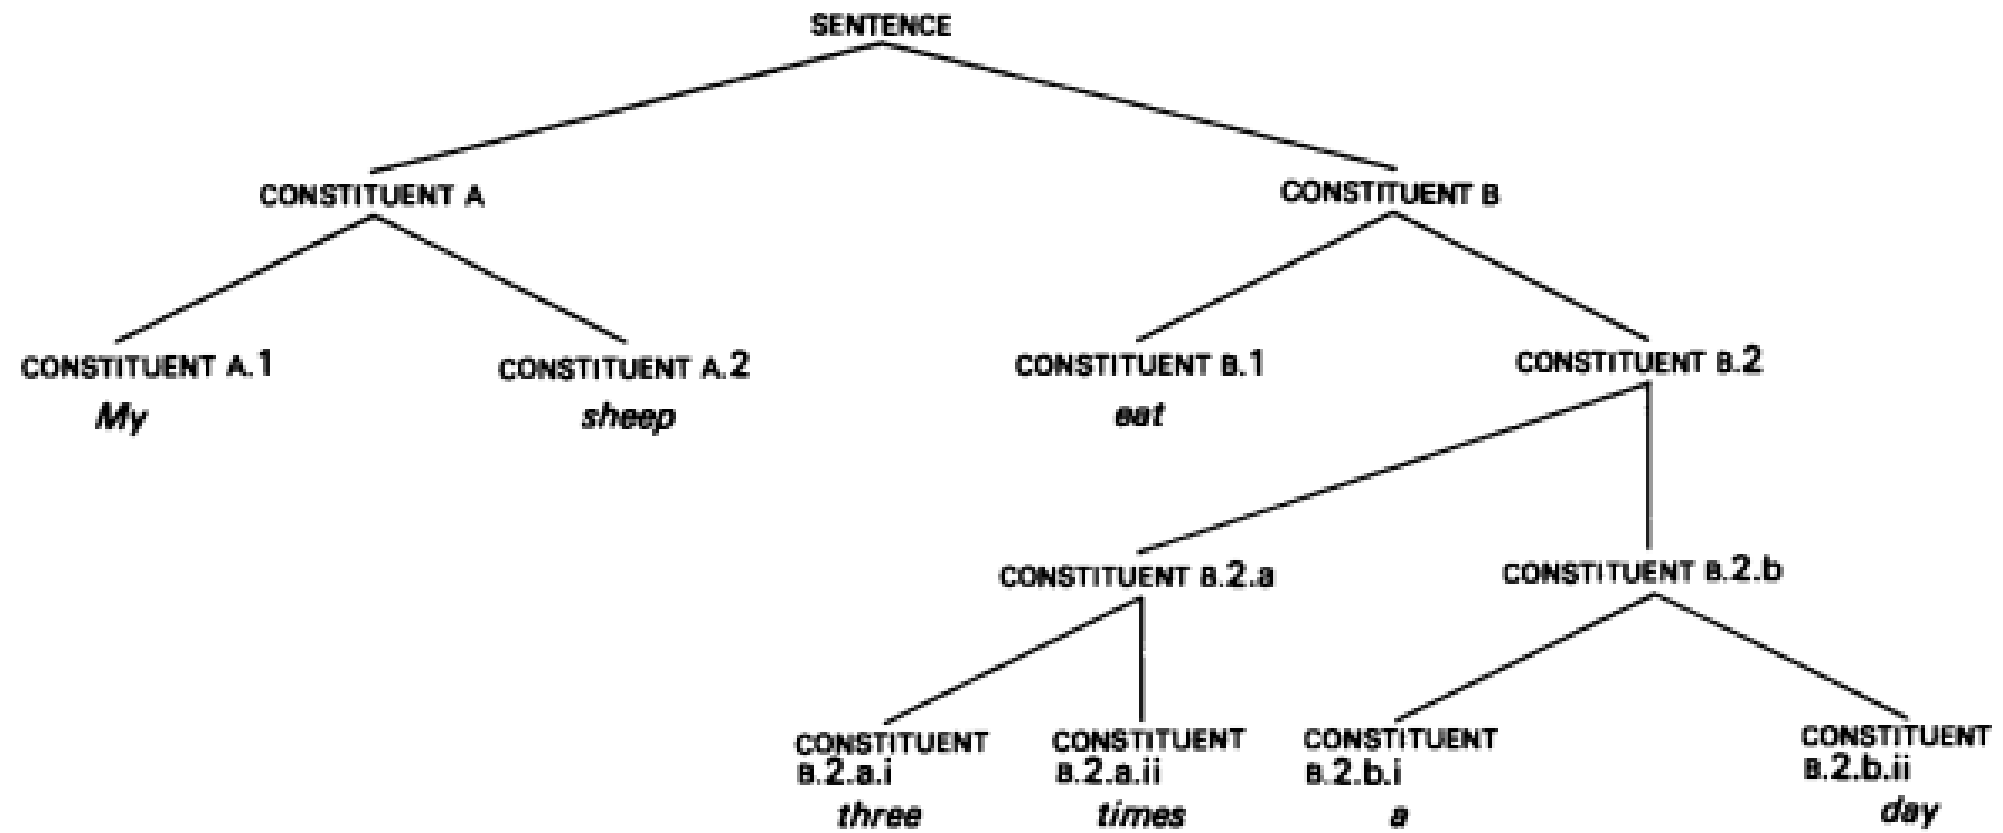 SENTENCE
CONSTITUENT A CONSTITUENT B
CONSTITUENT A.1 CONSTITUENT A.2 CONSTITUENT B.1 CONSTITUENT B.2
My sheep eat
CONSTITUENT B.2.a CONSTITUENT B.2.b
CONSTITUENT CONSTITUENT CONSTITUENT CONSTITUENT
B.2.a.i B.2.a.ii B.2.b.i B.2.b.ii
three times a day